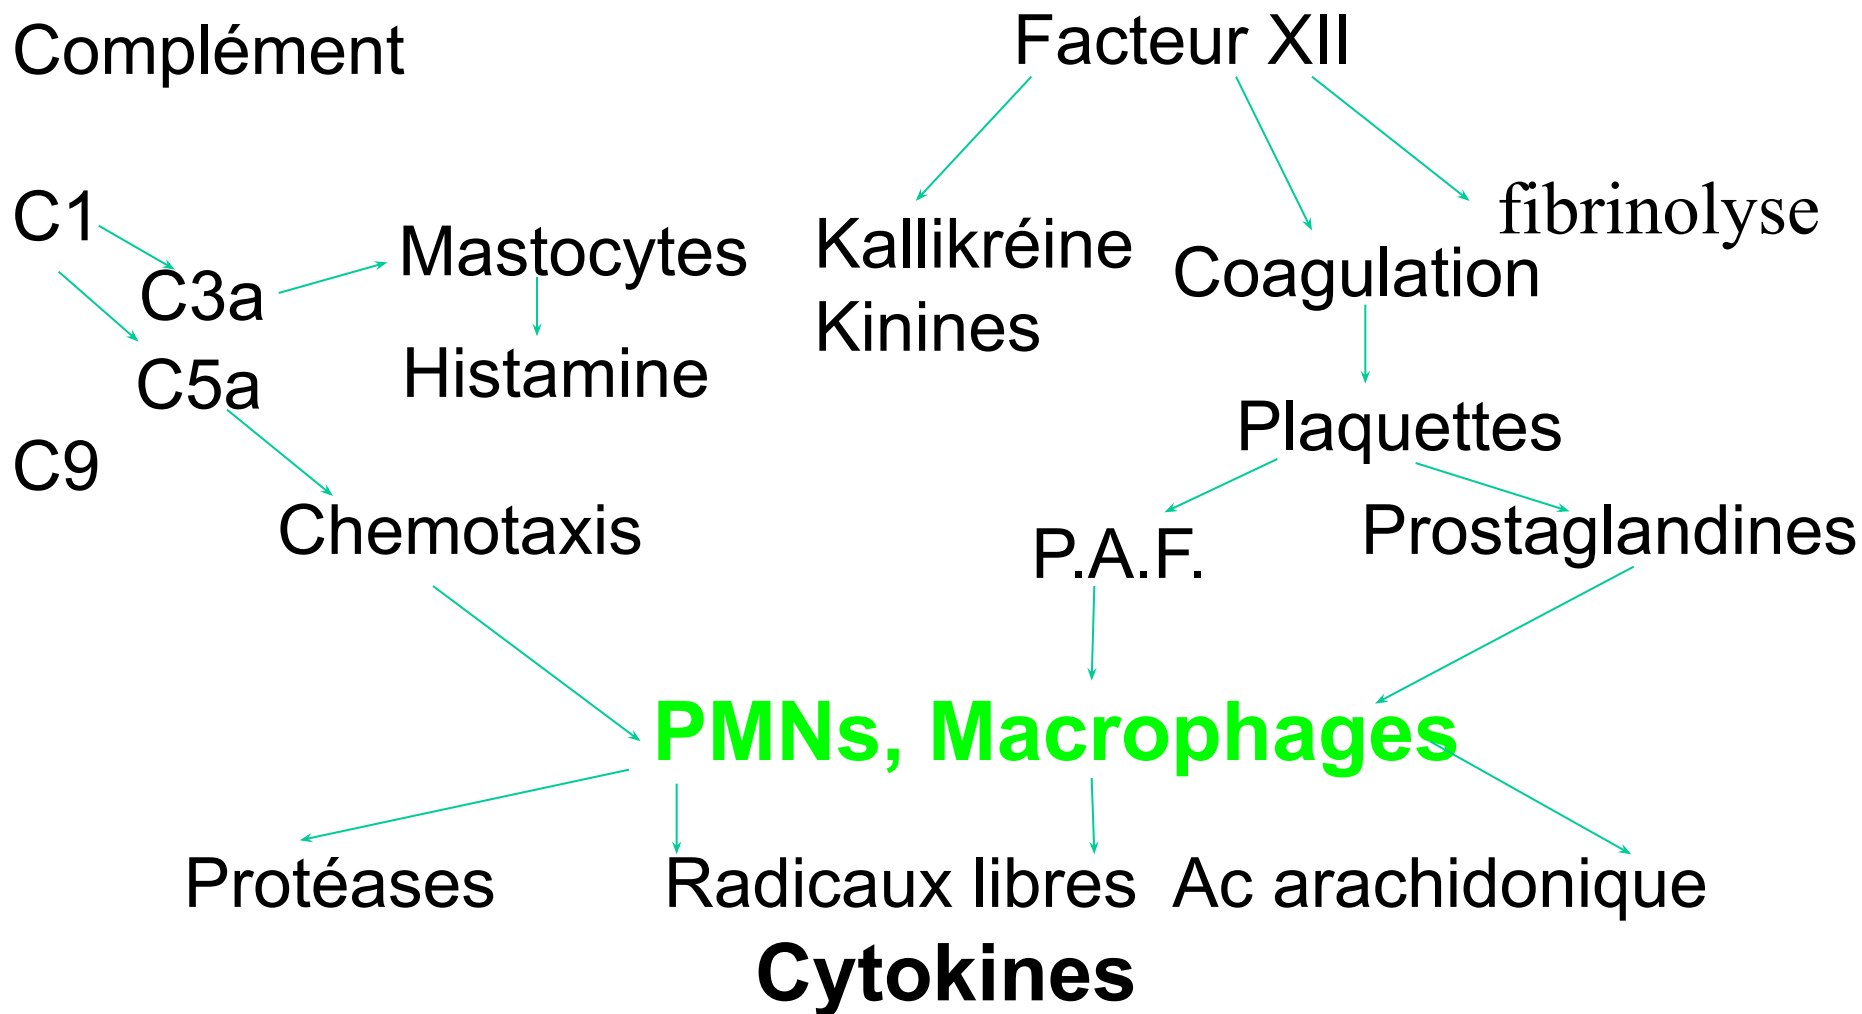 Complément
Facteur XII
C1
C3a
C5a
C9
Mastocytes
Histamine
Chemotaxis
Kallikréine
Kinines
Coagulation
fibrinolyse
Plaquettes
P.A.F.
Prostaglandines
PMNs, Macrophages
Protéases
Radicaux libres
Ac arachidonique
Cytokines